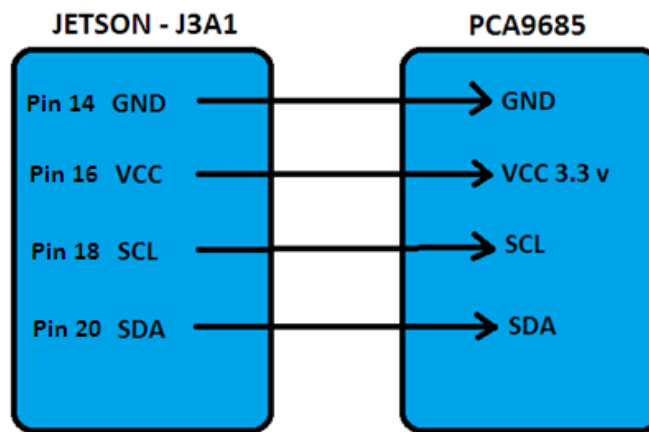 JETSON - J3A1
PCA9685
Pin 14 GND
GND
Pin 16 VCC
VCC 3.3 v
Pin 18 SCL
SCL
Pin 20 SDA
SDA